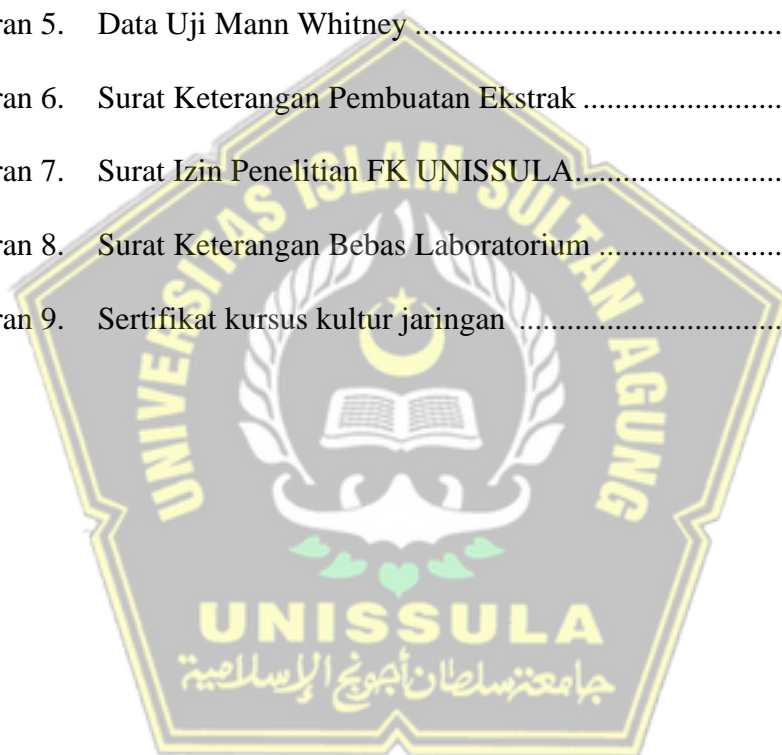 ran 5. Data Uji Mann Whitney ................................................
ran 6. Surat Keterangan Pembuatan Ekstrak ..........................
ran 7. Surat Izin Penelitian FK UNISSULA...........................
ran 8. Surat Keterangan Bebas Laboratorium ........................
ran 9. Sertifikat kursus kultur jaringan ..................................
UNIVERSITAS ISLAM SULTAN AGUNG
UNISSULA
جامعة سلطان أجونج الإسلامية